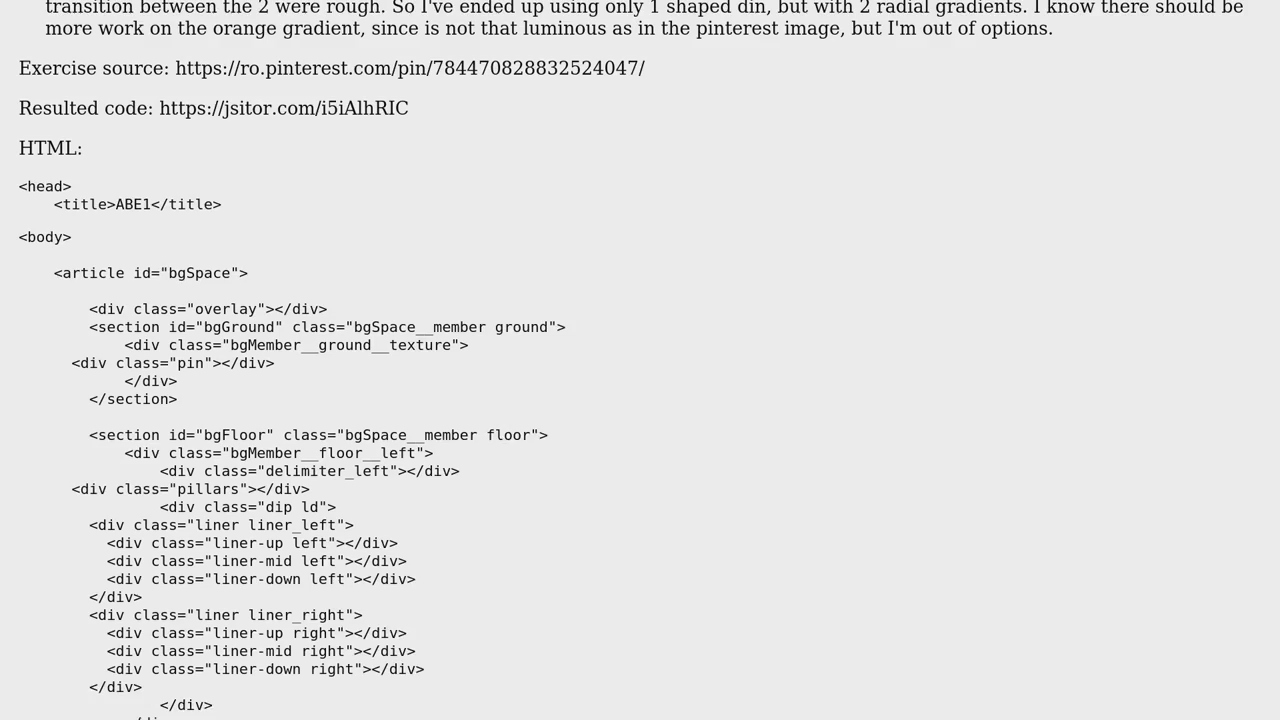 transition between the 2 were rough. So I've ended up using only 1 shaped din, but with 2 radial gradients. I know there should be
more work on the orange gradient, since is not that luminous as in the pinterest image, but I'm out of options.
Exercise source: https://ro.pinterest.com/pin/784470828832524047/
Resulted code: https://jsitor.com/i5iAlhRIC
HTML:
<head>
    <title>ABE1</title>
<body>
    <article id="bgSpace">
        <div class="overlay"></div>
        <section id="bgGround" class="bgSpace__member ground">
            <div class="bgMember__ground__texture">
      <div class="pin"></div>
            </div>
        </section>
        <section id="bgFloor" class="bgSpace__member floor">
            <div class="bgMember__floor__left">
                <div class="delimiter_left"></div>
      <div class="pillars"></div>
                <div class="dip ld">
        <div class="liner liner_left">
          <div class="liner-up left"></div>
          <div class="liner-mid left"></div>
          <div class="liner-down left"></div>
        </div>
        <div class="liner liner_right">
          <div class="liner-up right"></div>
          <div class="liner-mid right"></div>
          <div class="liner-down right"></div>
        </div>
                </div>